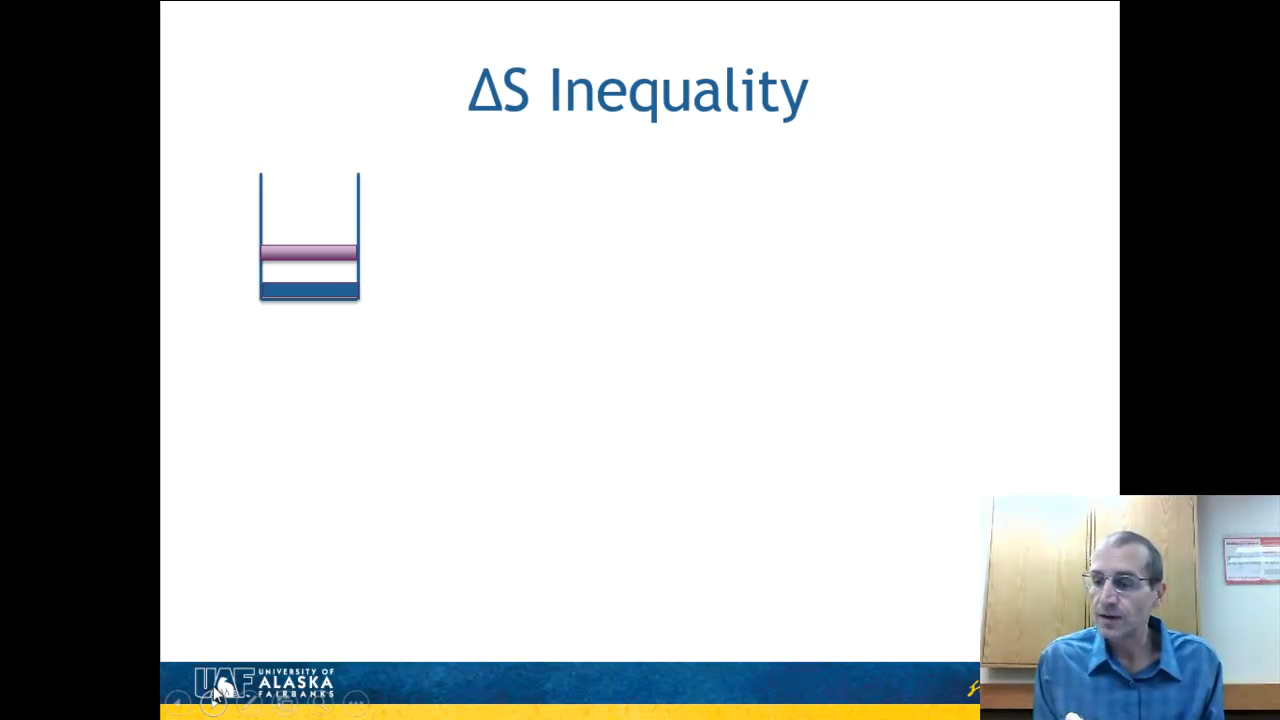 ΔS Inequality
UAF
UNIVERSITY OF
ALASKA
FAIRBANKS